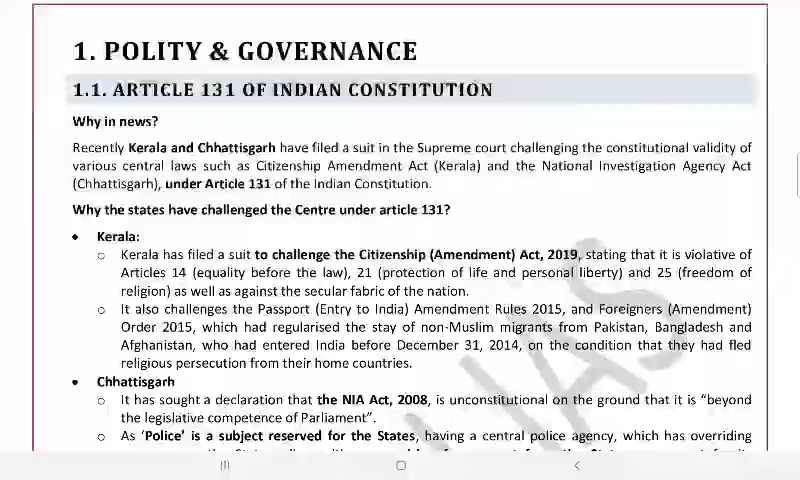 1. POLITY & GOVERNANCE
1.1. ARTICLE 131 OF INDIAN CONSTITUTION
Why in news?
Recently Kerala and Chhattisgarh have filed a suit in the Supreme court challenging the constitutional validity of
various central laws such as Citizenship Amendment Act (Kerala) and the National Investigation Agency Act
(Chhattisgarh), under Article 131 of the Indian Constitution.
Why the states have challenged the Centre under article 131?
• Kerala:
o Kerala has filed a suit to challenge the Citizenship (Amendment) Act, 2019, stating that it is violative of
Articles 14 (equality before the law), 21 (protection of life and personal liberty) and 25 (freedom of
religion) as well as against the secular fabric of the nation.
o It also challenges the Passport (Entry to India) Amendment Rules 2015, and Foreigners (Amendment)
Order 2015, which had regularised the stay of non-Muslim migrants from Pakistan, Bangladesh and
Afghanistan, who had entered India before December 31, 2014, on the condition that they had fled
religious persecution from their home countries.
• Chhattisgarh
o It has sought a declaration that the NIA Act, 2008, is unconstitutional on the ground that it is “beyond
the legislative competence of Parliament”.
o As ‘Police’ is a subject reserved for the States, having a central police agency, which has overriding
IAS